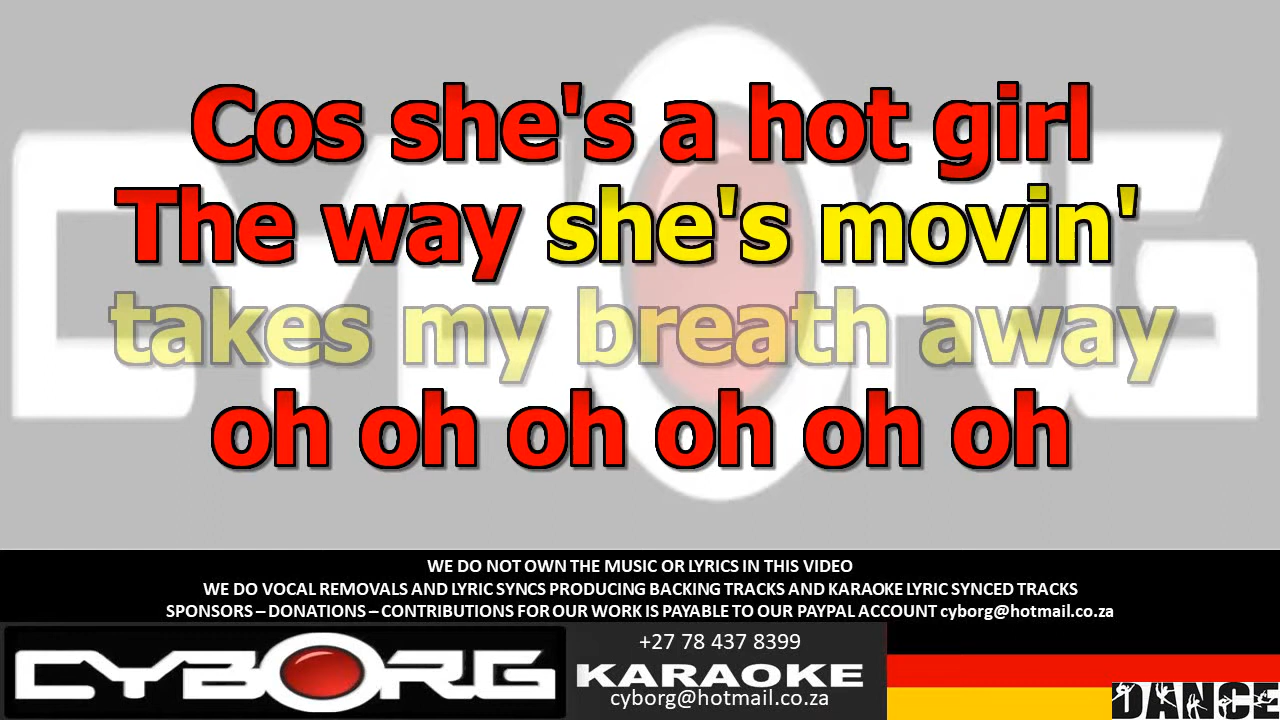 Cos she's a hot girl
The way she's movin'
takes my breath away
oh oh oh oh oh oh
WE DO NOT OWN THE MUSIC OR LYRICS IN THIS VIDEO
WE DO VOCAL REMOVALS AND LYRIC SYNCS PRODUCING BACKING TRACKS AND KARAOKE LYRIC SYNCED TRACKS
SPONSORS – DONATIONS – CONTRIBUTIONS FOR OUR WORK IS PAYABLE TO OUR PAYPAL ACCOUNT cyborg@hotmail.co.za
CYBORG
+27 78 437 8399
KARAOKE
cyborg@hotmail.co.za
DANCE